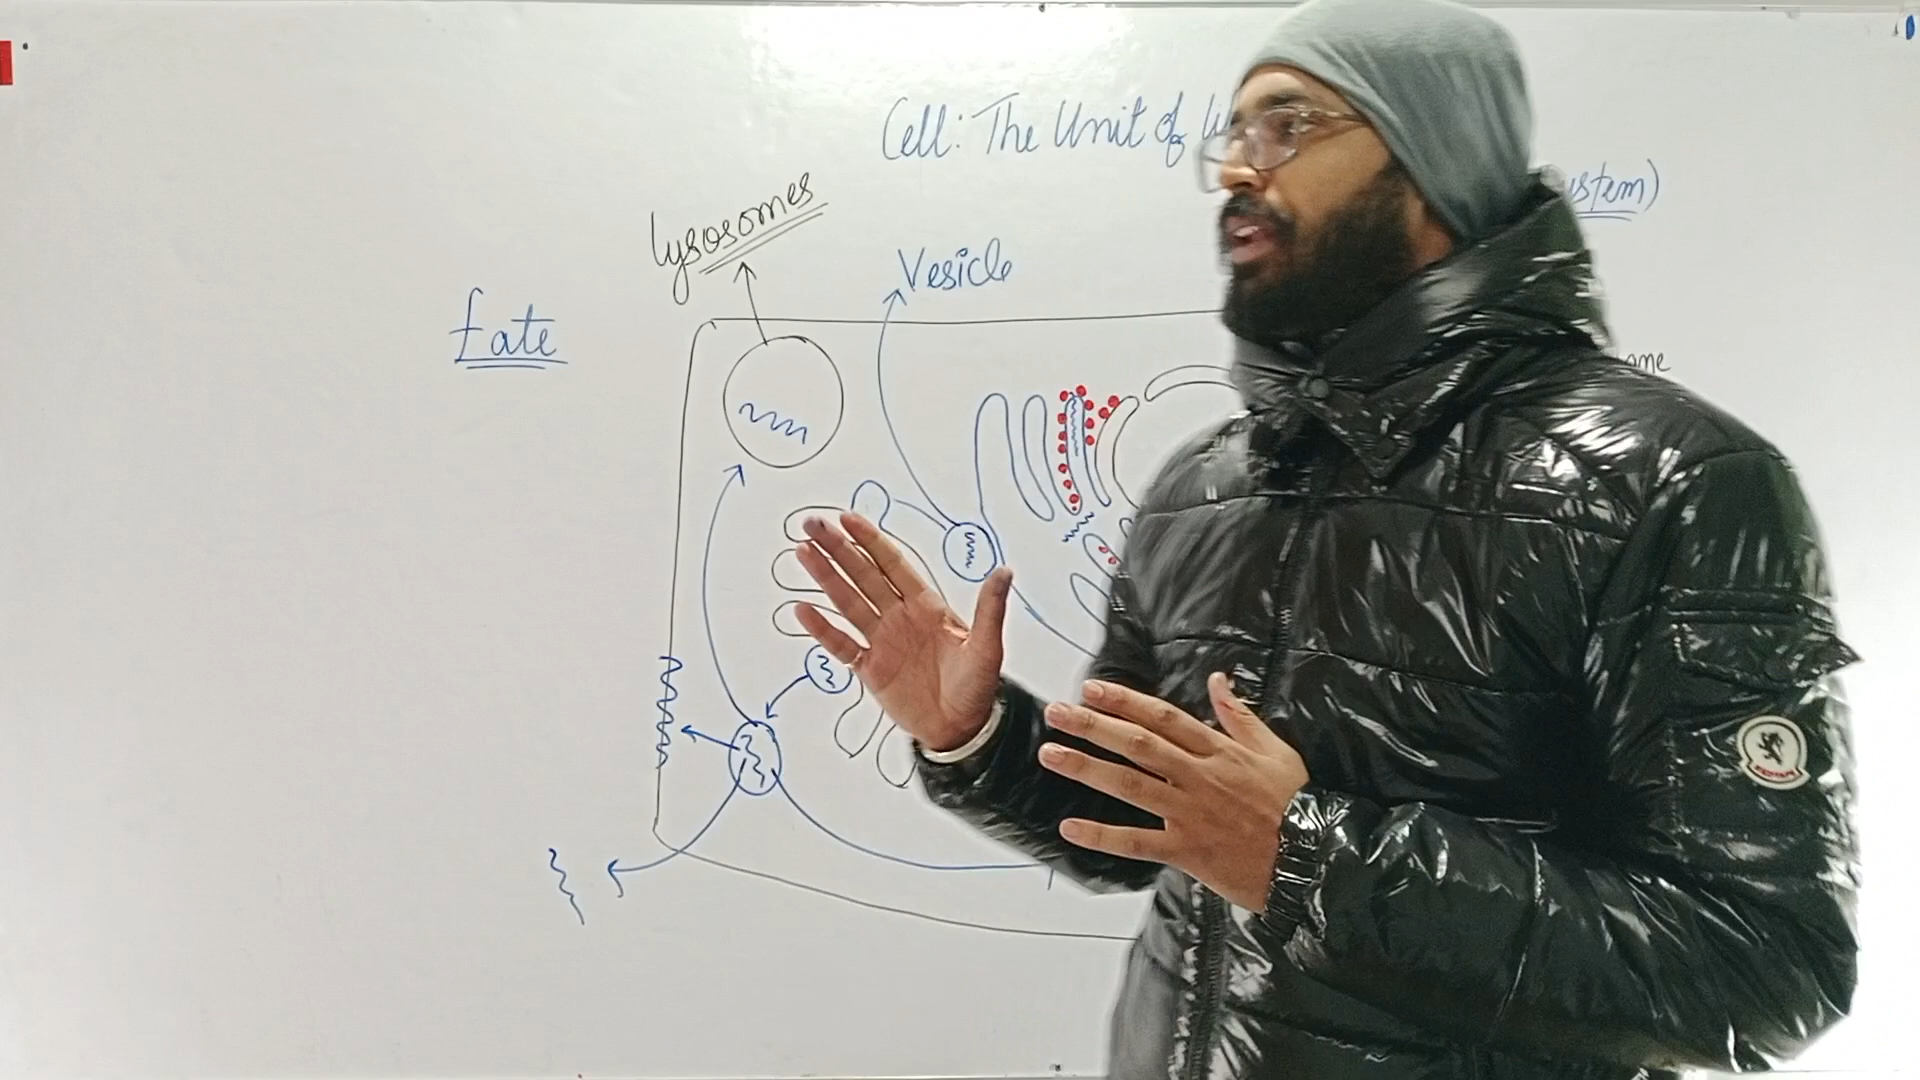 Cell: The Unit of
Lysosomes
Vesicle
fate